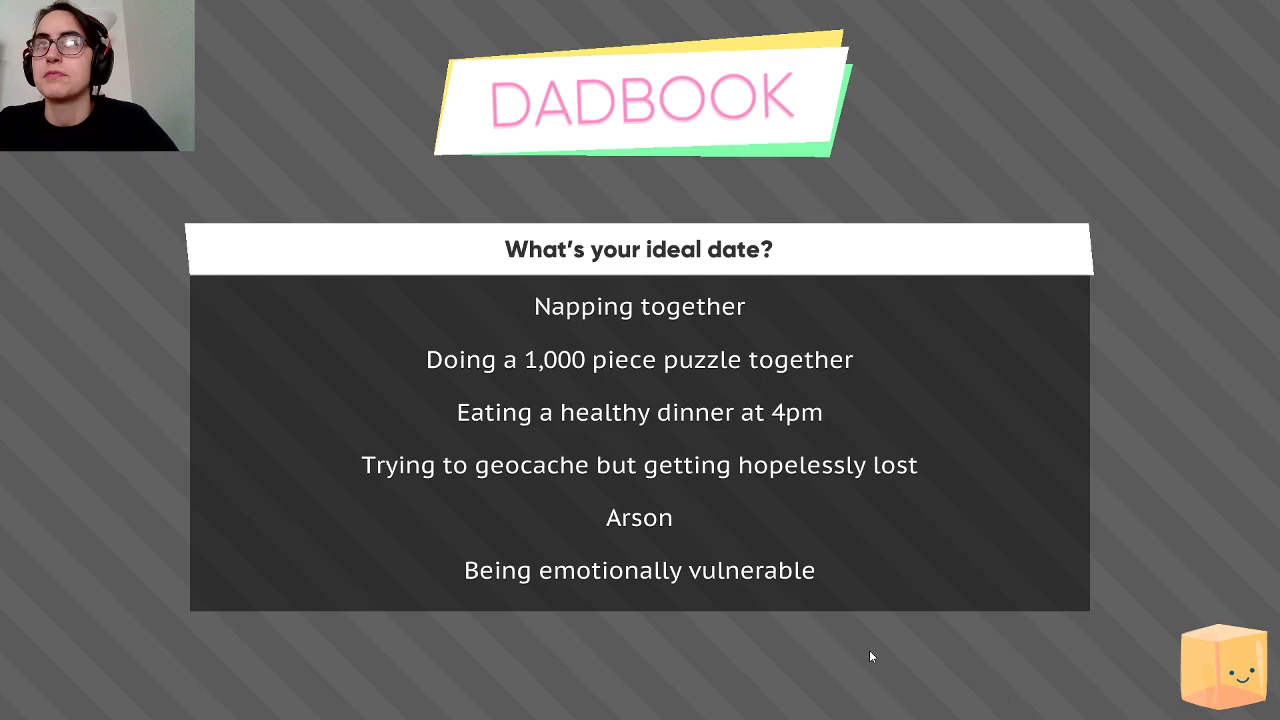 DADBOOK
What's your ideal date?
Napping together
Doing a 1,000 piece puzzle together
Eating a healthy dinner at 4pm
Trying to geocache but getting hopelessly lost
Arson
Being emotionally vulnerable